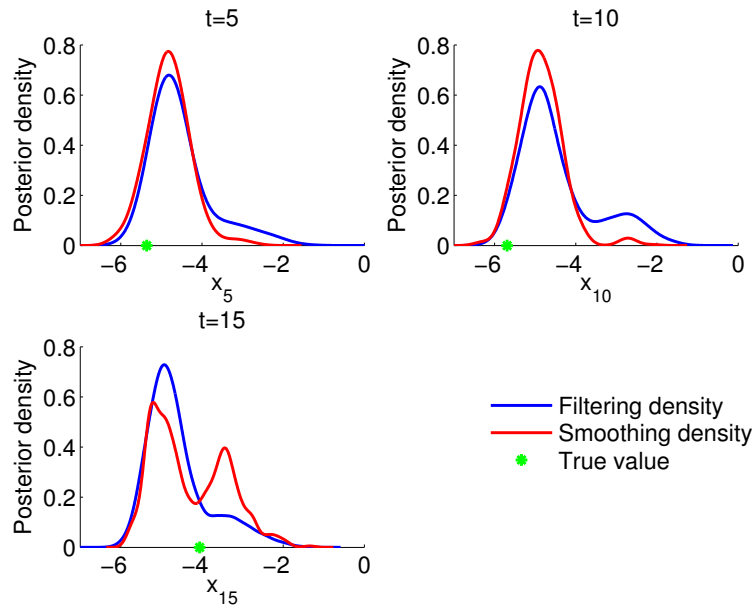 t=5
Posterior density
0.8
0.6
0.4
0.2
0
−6
−4
−2
0
x5
t=10
Posterior density
0.8
0.6
0.4
0.2
0
−6
−4
−2
0
x10
t=15
Posterior density
0.8
0.6
0.4
0.2
0
−6
−4
−2
0
x15
Filtering density
Smoothing density
True value